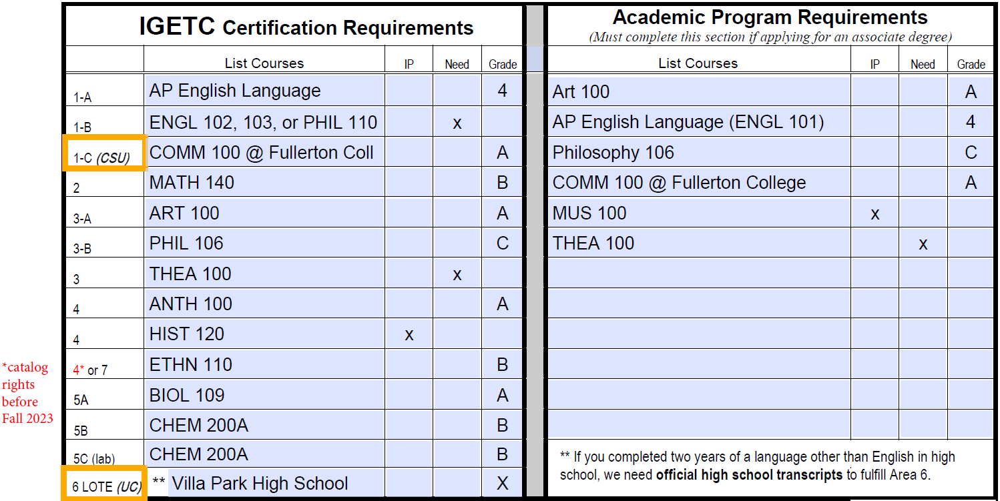 IGETC Certification Requirements
Academic Program Requirements
(Must complete this section if applying for an associate degree)
List Courses IP Need Grade List Courses IP Need Grade
1-A AP English Language 4 Art 100 A
1-B ENGL 102, 103, or PHIL 110 x AP English Language (ENGL 101) 4
1-C (CSU) COMM 100 @ Fullerton Coll A Philosophy 106 C
2 MATH 140 B COMM 100 @ Fullerton College A
3-A ART 100 A MUS 100 x
3-B PHIL 106 C THEA 100 x
3 THEA 100 x
4 ANTH 100 A
4 HIST 120 x
*catalog
rights
before
Fall 2023
4* or 7 ETHN 110 B
5A BIOL 109 A
5B CHEM 200A B
5C (lab) CHEM 200A B
6 LOTE (UC) ** Villa Park High School X
** If you completed two years of a language other than English in high
school, we need official high school transcripts to fulfill Area 6.